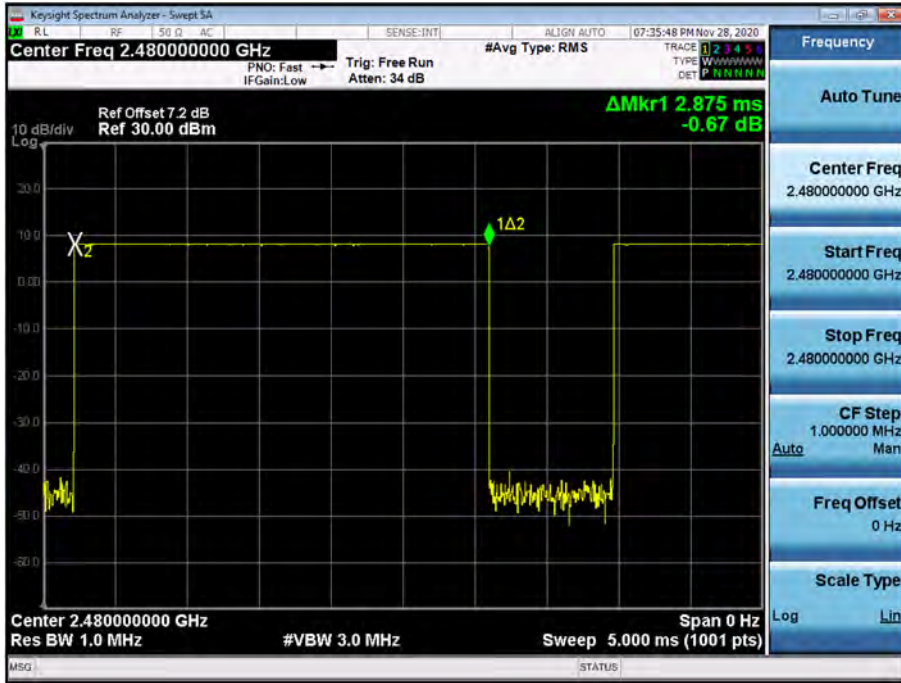 Keysight Spectrum Analyzer - Swept SA
LXI RL RF 50 Ω AC SENSE:INT ALIGN AUTO 07:35:48 PM Nov 28, 2020
Center Freq 2.480000000 GHz
PNO: Fast
IFGain:Low
Trig: Free Run
Atten: 34 dB
#Avg Type: RMS
TRACE 1 2 3 4 5 6
TYPE W
DET P N N N N N
ΔMkr1 2.875 ms
-0.67 dB
Ref Offset 7.2 dB
Ref 30.00 dBm
10 dB/div
Log
20.0
10.0
0.00
-10.0
-20.0
-30.0
-40.0
-50.0
-60.0
2
1Δ2
Center 2.480000000 GHz
Span 0 Hz
Res BW 1.0 MHz
#VBW 3.0 MHz
Sweep 5.000 ms (1001 pts)
MSG
STATUS
Frequency
Auto Tune
Center Freq
2.480000000 GHz
Start Freq
2.480000000 GHz
Stop Freq
2.480000000 GHz
CF Step
1.000000 MHz
Auto Man
Freq Offset
0 Hz
Scale Type
Log Lin